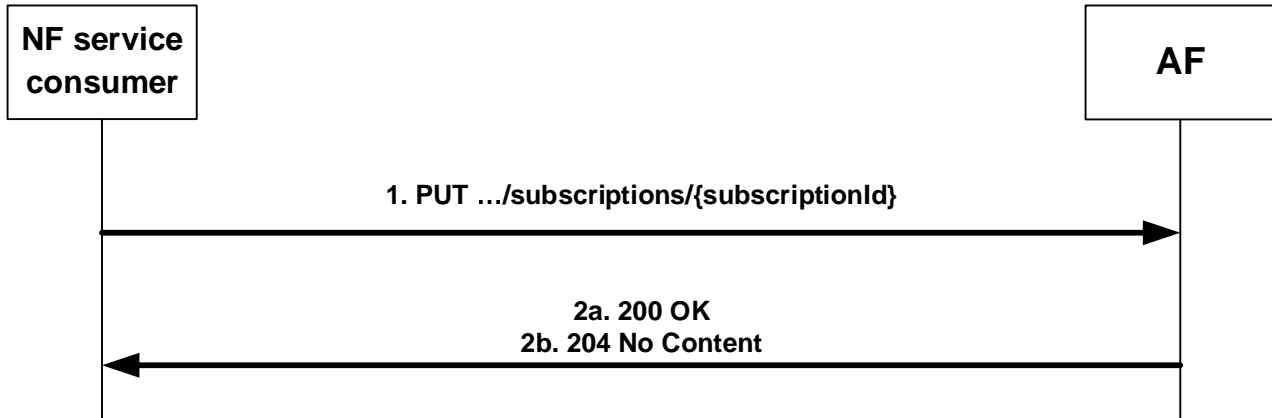 NF service
consumer
AF
1. PUT …/subscriptions/{subscriptionId}
2a. 200 OK
2b. 204 No Content